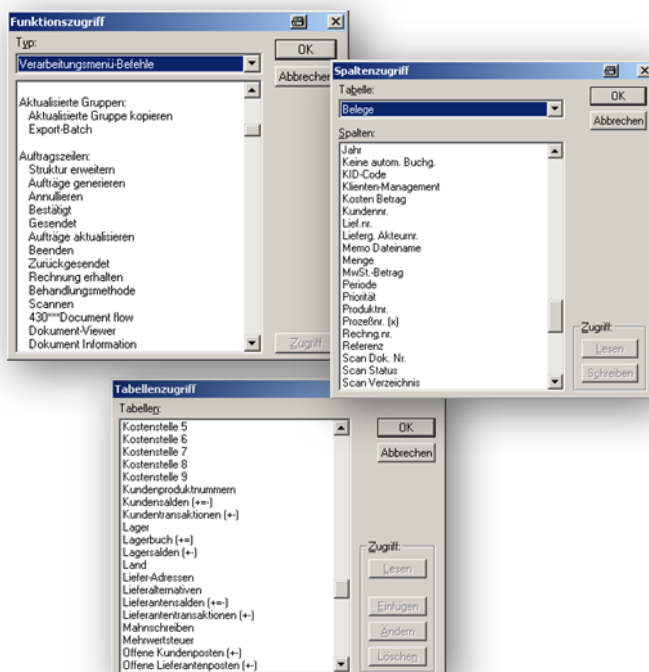 Funktionszugriff
Typ:
Verarbeitungsmenü-Befehle
OK
Abbrechen
Aktualisierte Gruppen:
Aktualisierte Gruppe kopieren
Export-Batch
Auftragszeilen:
Struktur erweitern
Aufträge generieren
Annullieren
Bestätigt
Gesendet
Aufträge aktualisieren
Beenden
Zurückgesendet
Rechnung erhalten
Behandlungsmethode
Scannen
430***Document flow
Dokument-Viewer
Dokument Information
Zugriff
Spaltenzugriff
Tabelle:
Belege
OK
Abbrechen
Spalten:
Jahr
Keine autom. Buchg.
KID-Code
Klienten-Management
Kosten Betrag
Kundennr.
Lief.nr.
Lieferg. Akteurnr.
Memo Dateiname
Menge
MwSt.-Betrag
Periode
Priorität
Produktnr.
Prozeßnr. (x)
Rechng.nr.
Referenz
Scan Dok. Nr.
Scan Status
Scan Verzeichnis
Zugriff:
Lesen
Schreiben
Tabellenzugriff
Tabellen:
OK
Abbrechen
Kostenstelle 5
Kostenstelle 6
Kostenstelle 7
Kostenstelle 8
Kostenstelle 9
Kundenproduktnummern
Kundensalden (+=-)
Kundentransaktionen (+-)
Lager
Lagerbuch (+=)
Lagersalden (+-)
Land
Liefer-Adressen
Lieferalternativen
Lieferantensalden (+=-)
Lieferantentransaktionen (+-)
Mahnschreiben
Mehrwertsteuer
Offene Kundenposten (+-)
Offene Lieferantenposten (+-)
Zugriff:
Lesen
Einfügen
Ändern
Löschen